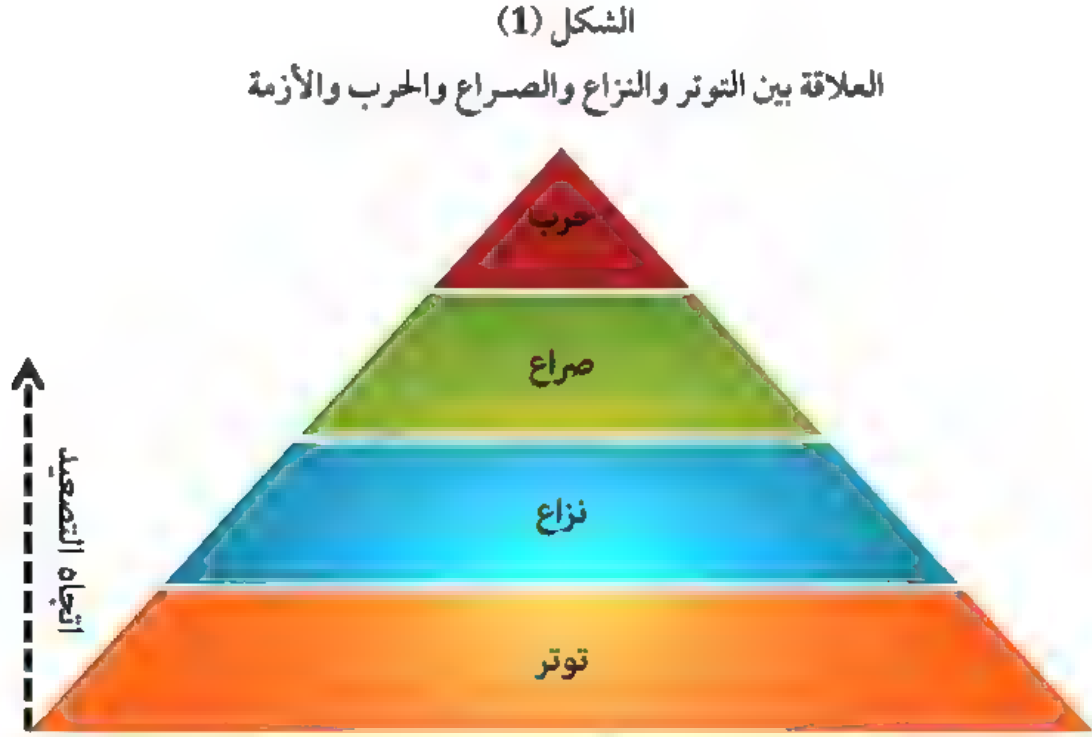 الشكل (1)
العلاقة بين التوتر والنزاع والصراع والحرب والأزمة
حرب
صراع
نزاع
توتر
اتجاه التصعيد